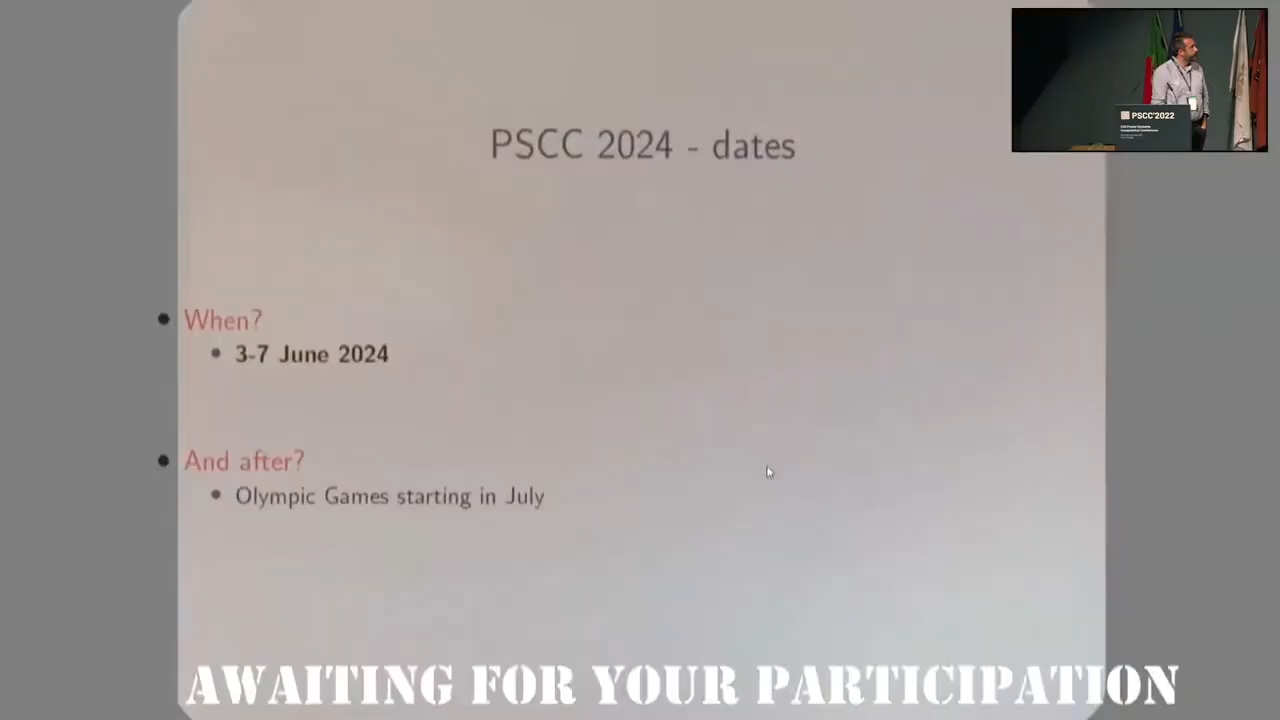 PSCC 2024 - dates
PSCC'2022
When?
3-7 June 2024
And after?
Olympic Games starting in July
AWAITING FOR YOUR PARTICIPATION